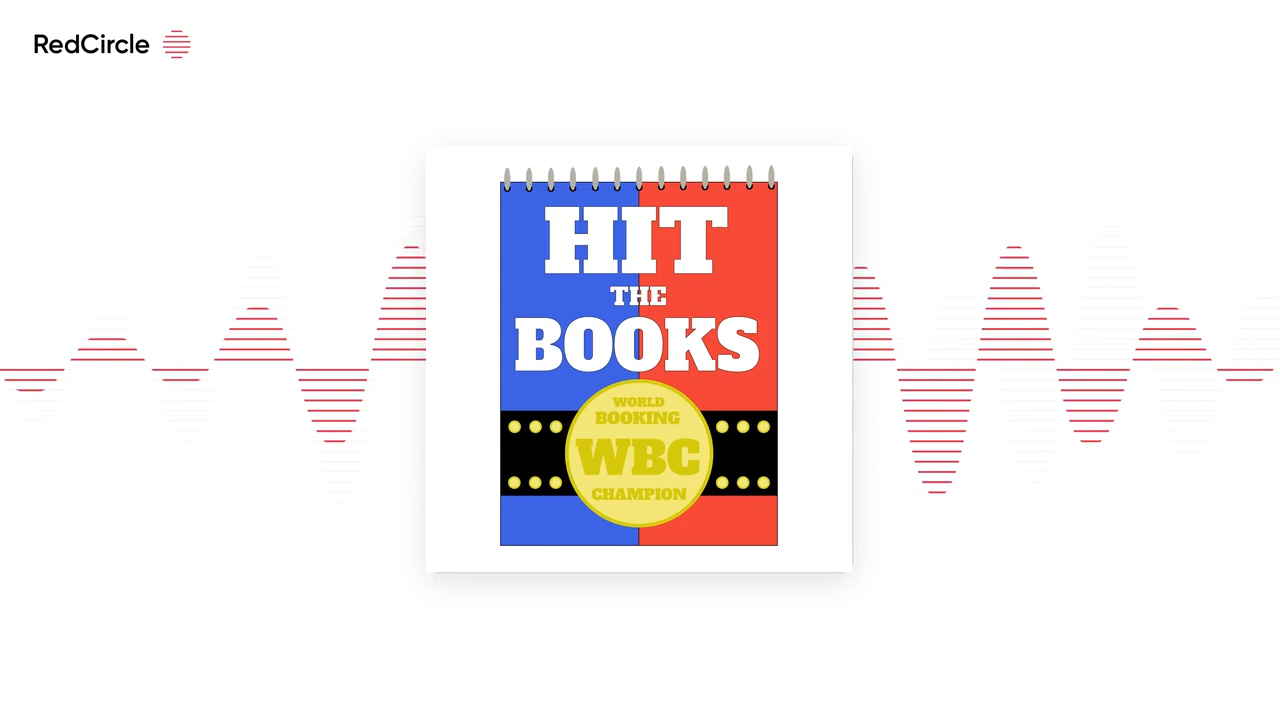 RedCircle
HIT
THE
BOOKS
WORLD
BOOKING
WBC
CHAMPION